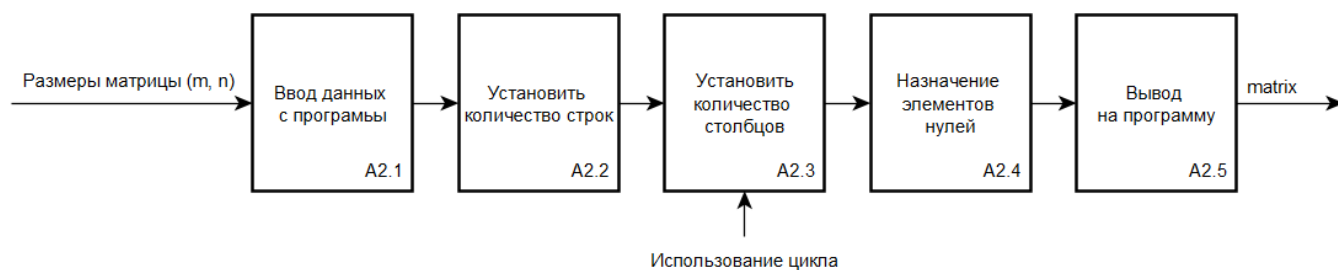 Размеры матрицы (m, n)
Ввод данных
с програмьы
A2.1
Установить
количество строк
A2.2
Установить
количество
столбцов
A2.3
Назначение
элементов
нулей
A2.4
Вывод
на программу
A2.5
matrix
Использование цикла